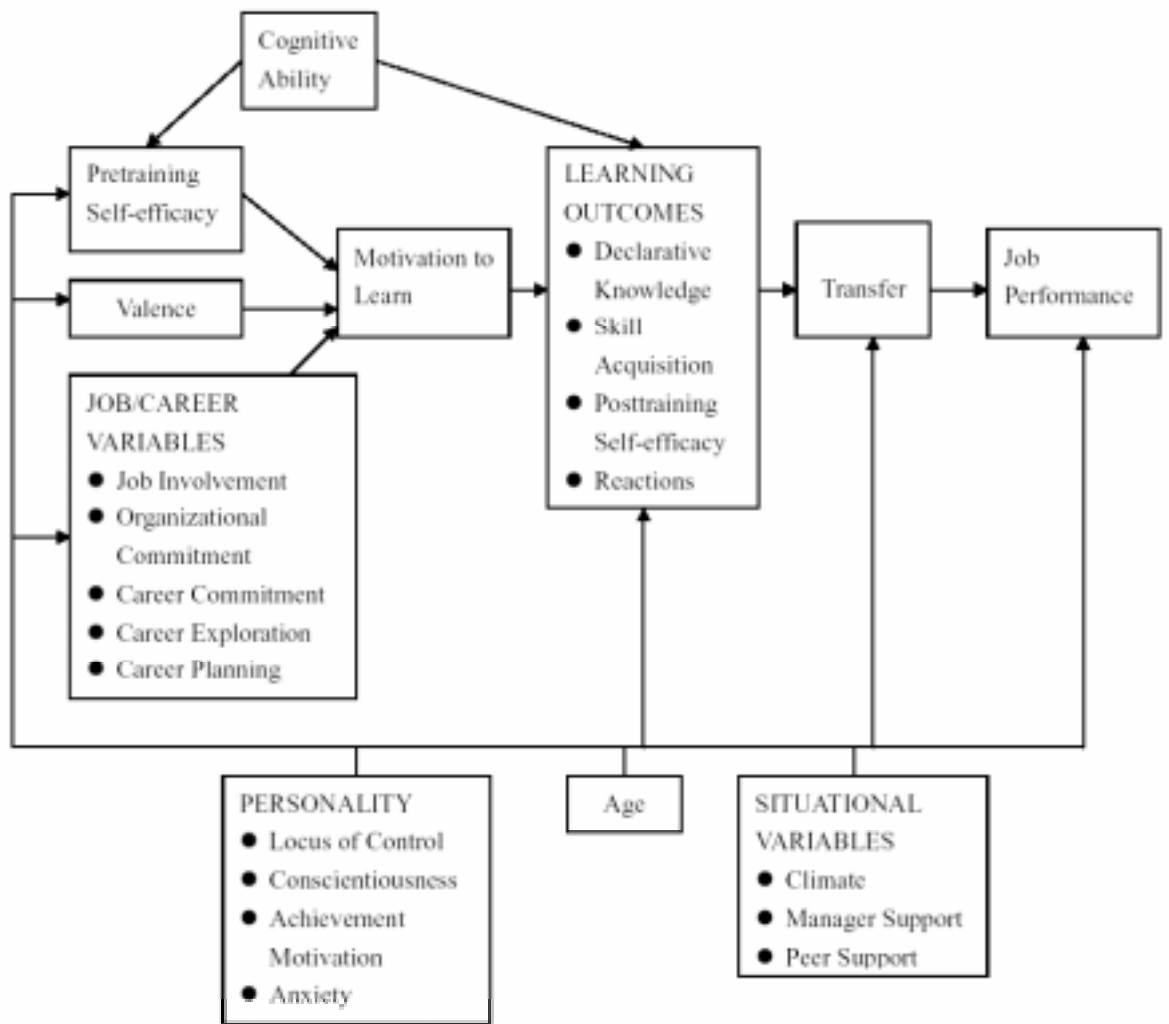 Cognitive
Ability
Pretraining
Self-efficacy
Valence
JOB/CAREER
VARIABLES
● Job Involvement
● Organizational
Commitment
● Career Commitment
● Career Exploration
● Career Planning
Motivation to
Learn
LEARNING
OUTCOMES
● Declarative
Knowledge
● Skill
Acquisition
● Posttraining
Self-efficacy
● Reactions
Transfer
Job
Performance
PERSONALITY
● Locus of Control
● Conscientiousness
● Achievement
Motivation
● Anxiety
Age
SITUATIONAL
VARIABLES
● Climate
● Manager Support
● Peer Support